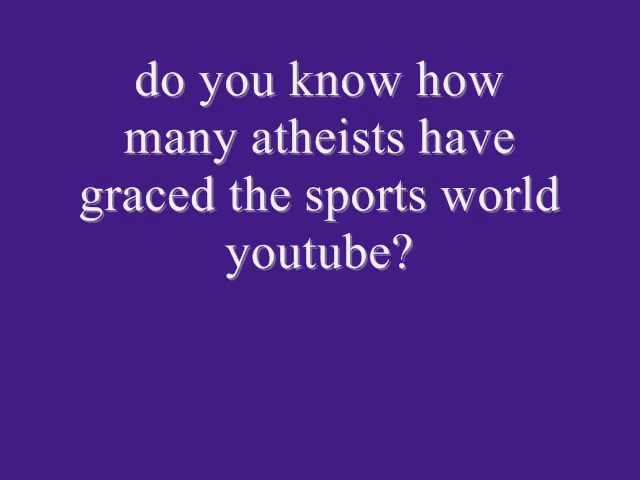 do you know how
many atheists have
graced the sports world
youtube?